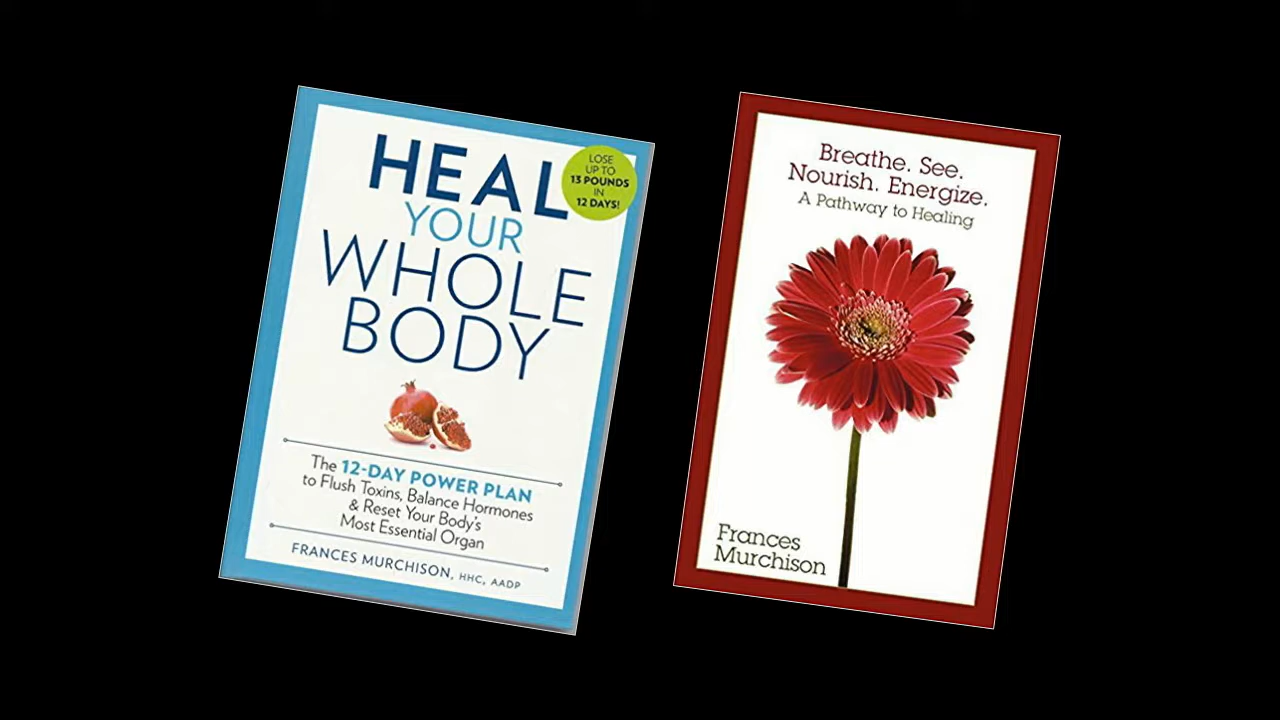 HEAL
YOUR
WHOLE
BODY
LOSE
UP TO
13 POUNDS
IN
12 DAYS!
The 12-DAY POWER PLAN
to Flush Toxins, Balance Hormones
& Reset Your Body's
Most Essential Organ
FRANCES MURCHISON, HHC, AADP
Breathe. See.
Nourish. Energize.
A Pathway to Healing
Frances
Murchison